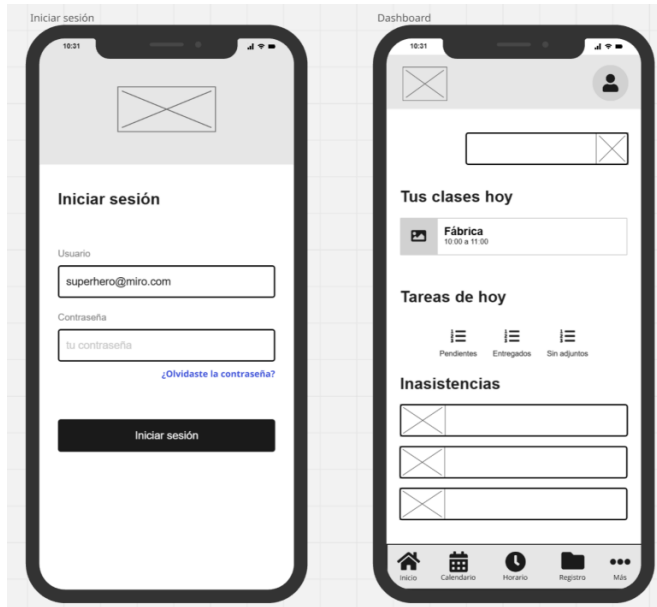 Iniciar sesión
10:31
Iniciar sesión
Usuario
superhero@miro.com
Contraseña
tu contraseña
¿Olvidaste la contraseña?
Iniciar sesión
Dashboard
10:31
Tus clases hoy
Fábrica
10:00 a 11:00
Tareas de hoy
Pendientes Entregados Sin adjuntos
Inasistencias
Inicio Calendario Horario Registro Más